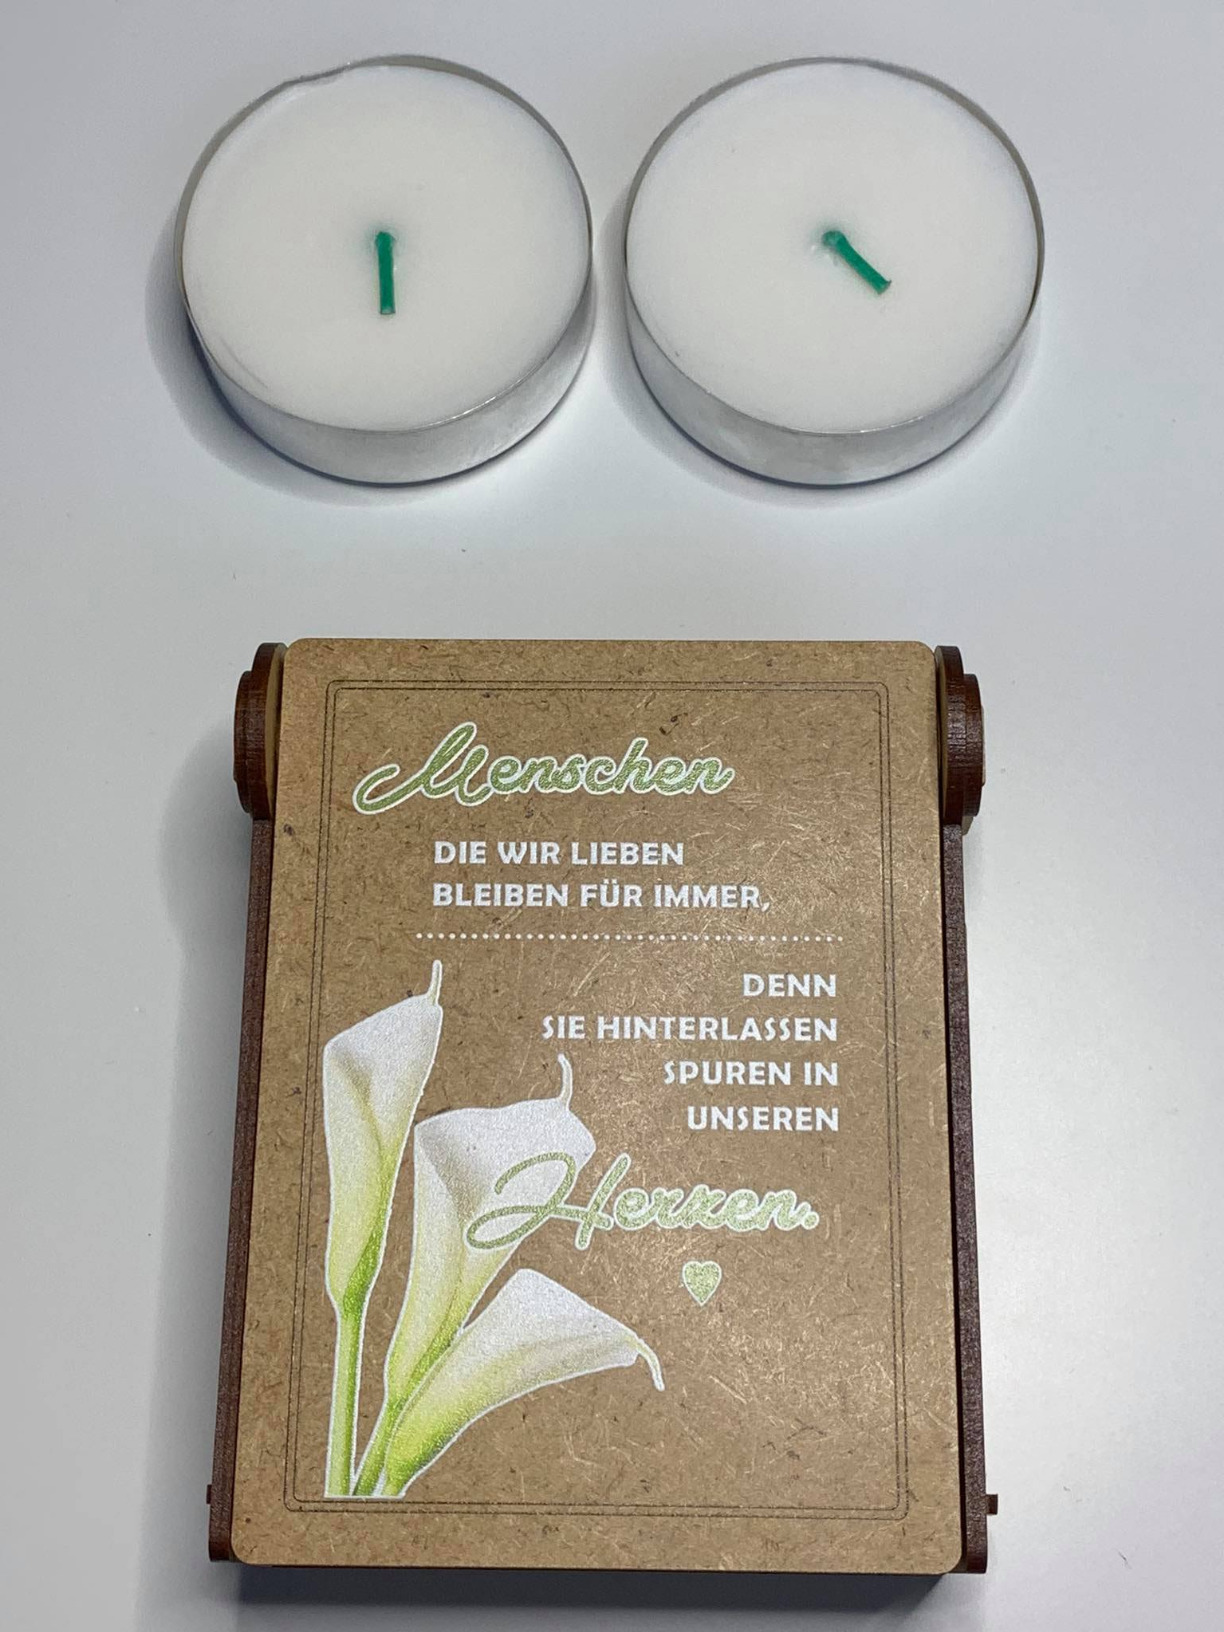 Menschen
DIE WIR LIEBEN
BLEIBEN FÜR IMMER,
DENN
SIE HINTERLASSEN
SPUREN IN
UNSEREN
Herzen.